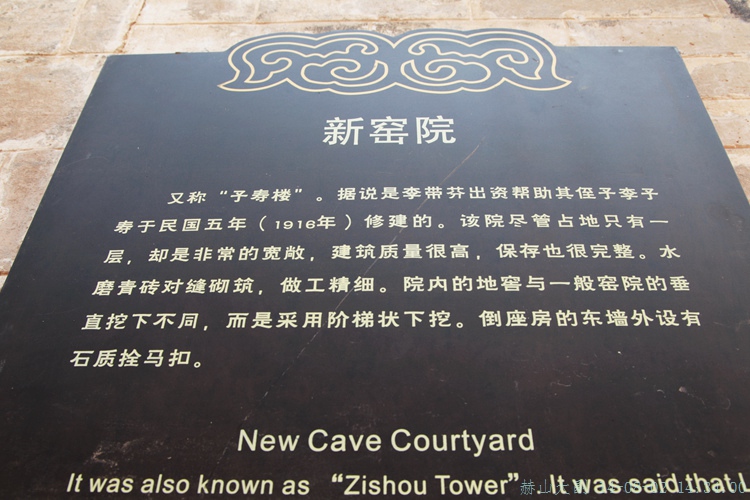 新窑院
又称“子寿楼”。据说是李带芬出资帮助其侄子李子
寿于民国五年（1916年）修建的。该院尽管占地只有一
层，却是非常的宽敞，建筑质量很高，保存也很完整。水
磨青砖对缝砌筑，做工精细。院内的地窖与一般窑院的垂
直挖下不同，而是采用阶梯状下挖。倒座房的东墙外设有
石质拴马扣。
New Cave Courtyard
It was also known as “Zishou Tower”. It was said that